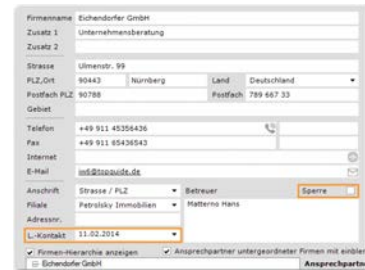 Firmenname Eichendorfer GmbH
Zusatz 1 Unternehmensberatung
Zusatz 2
Strasse Ulmenstr. 99
PLZ,Ort 90443 Nürnberg Land Deutschland
Postfach PLZ 90788 Postfach 789 667 33
Gebiet
Telefon +49 911 45356436
Fax +49 911 65436543
Internet
E-Mail im6@topguide.de
Anschrift Strasse / PLZ Betreuer Sperre
Filiale Petrolsky Immobilien Matterno Hans
Adressnr.
L.-Kontakt 11.02.2014
Firmen-Hierarchie anzeigen Ansprechpartner untergeordneter Firmen mit einbler
Eichendorfer GmbH Ansprechpartn